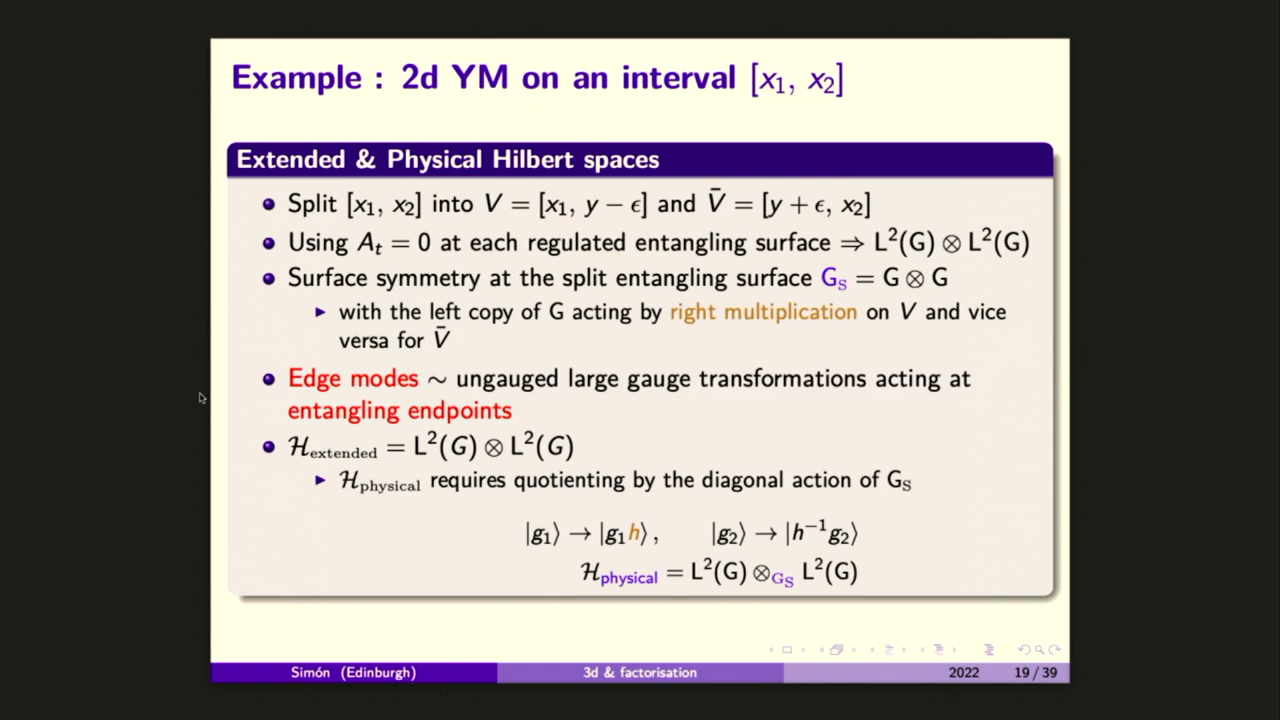 Example : 2d YM on an interval [x₁, x₂]
Extended & Physical Hilbert spaces
Split [x₁, x₂] into V = [x₁, y − ϵ] and V̄ = [y + ϵ, x₂]
Using Aₜ = 0 at each regulated entangling surface ⇒ L²(G) ⊗ L²(G)
Surface symmetry at the split entangling surface G_S = G ⊗ G
with the left copy of G acting by right multiplication on V and vice
versa for V̄
Edge modes ∼ ungauged large gauge transformations acting at
entangling endpoints
ℋ_extended = L²(G) ⊗ L²(G)
ℋ_physical requires quotienting by the diagonal action of G_S
|g₁⟩ → |g₁h⟩ , |g₂⟩ → |h⁻¹g₂⟩
ℋ_physical = L²(G) ⊗_G_S L²(G)
Simón (Edinburgh) 3d & factorisation 2022 19 / 39